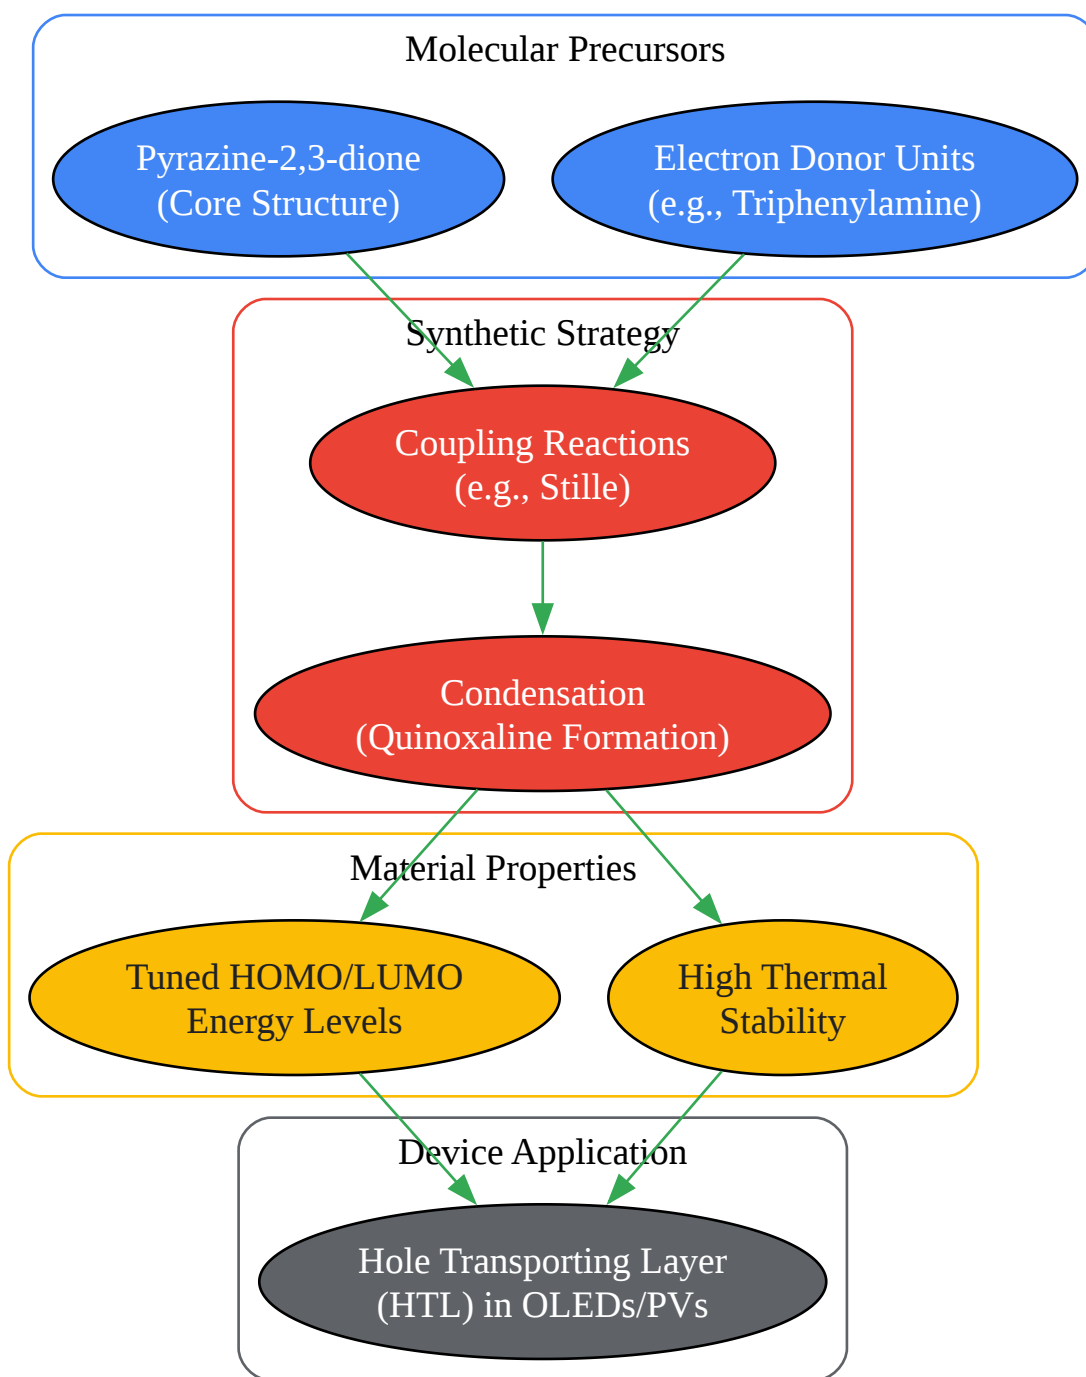 Molecular Precursors
Pyrazine-2,3-dione
(Core Structure)
Electron Donor Units
(e.g., Triphenylamine)
Synthetic Strategy
Coupling Reactions
(e.g., Stille)
Condensation
(Quinoxaline Formation)
Material Properties
Tuned HOMO/LUMO
Energy Levels
High Thermal
Stability
Device Application
Hole Transporting Layer
(HTL) in OLEDs/PVs